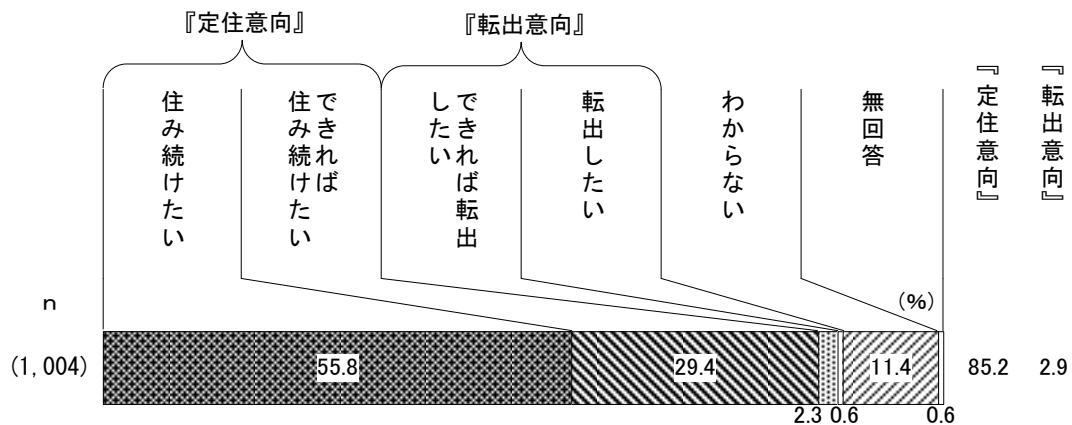 『定住意向』
『転出意向』
住み続けたい
できれば
住み続けたい
できれば転出
したい
転出したい
わからない
無回答
『定住意向』
『転出意向』
n
(%)
(1,004)
55.8
29.4
11.4
85.2
2.9
2.3
0.6
0.6